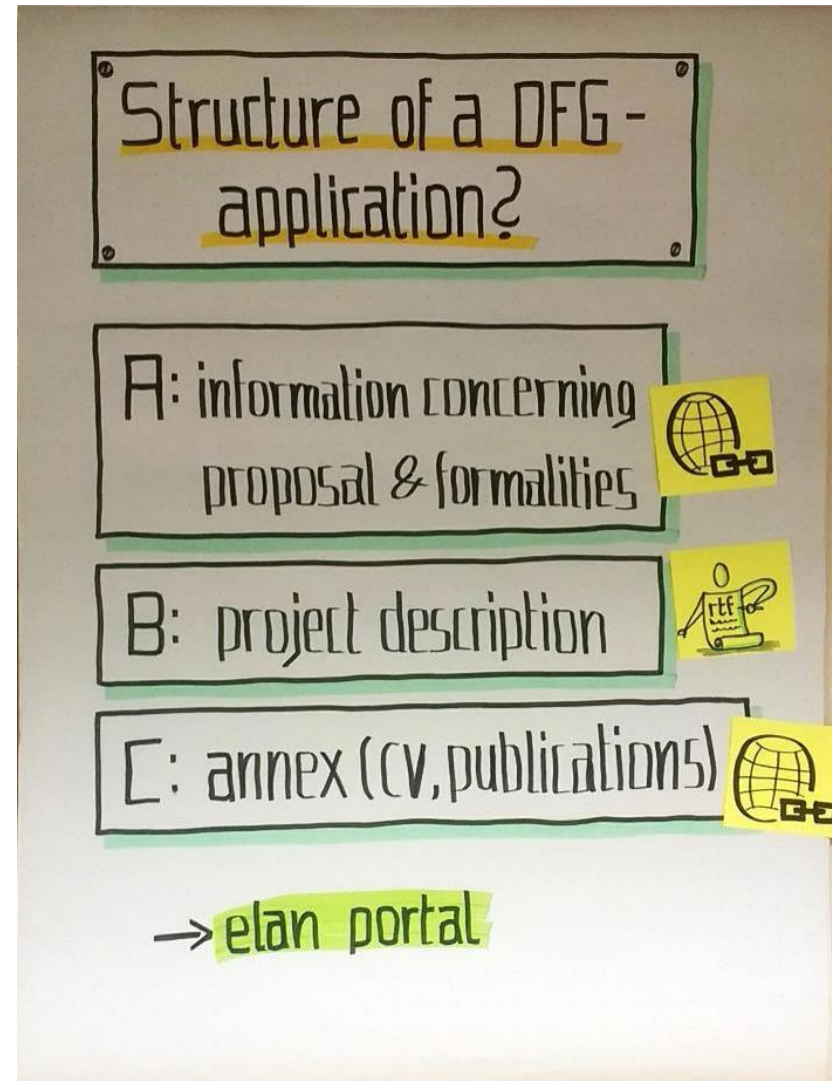 Structure of a DFG-
application?
A: information concerning
proposal & formalities
B: project description
rtf
C: annex (CV, publications)
→ elan portal